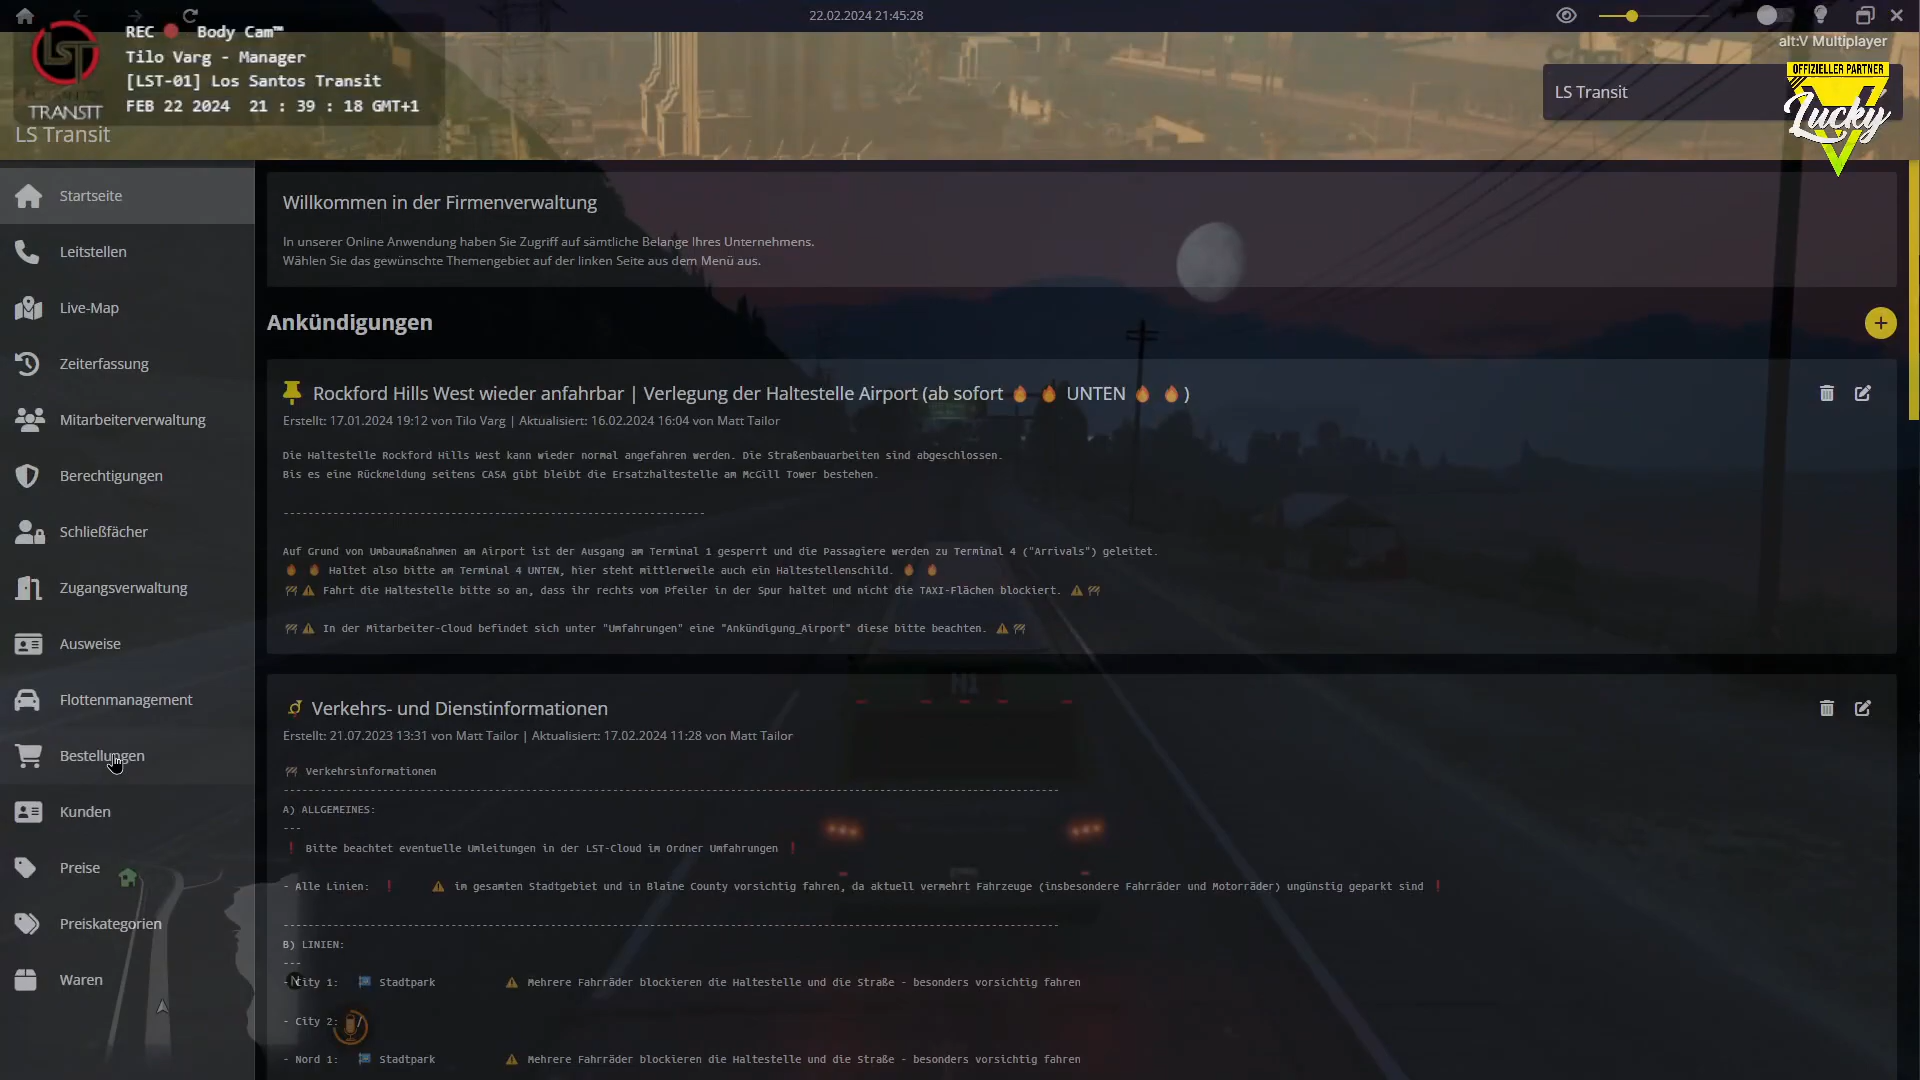 22.02.2024 21:45:28
REC Body Cam™
Tilo Varg - Manager
[LST-01] Los Santos Transit
FEB 22 2024 21 : 39 : 18 GMT+1
LST
TRANSTT
LS Transit
alt:V Multiplayer
LS Transit
OFFIZIELLER PARTNER
Lucky V
Startseite
Leitstellen
Live-Map
Zeiterfassung
Mitarbeiterverwaltung
Berechtigungen
Schließfächer
Zugangsverwaltung
Ausweise
Flottenmanagement
Bestellungen
Kunden
Preise
Preiskategorien
Waren
Willkommen in der Firmenverwaltung
In unserer Online Anwendung haben Sie Zugriff auf sämtliche Belange Ihres Unternehmens.
Wählen Sie das gewünschte Themengebiet auf der linken Seite aus dem Menü aus.
Ankündigungen
Rockford Hills West wieder anfahrbar | Verlegung der Haltestelle Airport (ab sofort 🔥 🔥 UNTEN 🔥 🔥 )
Erstellt: 17.01.2024 19:12 von Tilo Varg | Aktualisiert: 16.02.2024 16:04 von Matt Tailor
Die Haltestelle Rockford Hills West kann wieder normal angefahren werden. Die Straßenbauarbeiten sind abgeschlossen.
Bis es eine Rückmeldung seitens CASA gibt bleibt die Ersatzhaltestelle am McGill Tower bestehen.
-------------------------------------------------------------------
Auf Grund von Umbaumaßnahmen am Airport ist der Ausgang am Terminal 1 gesperrt und die Passagiere werden zu Terminal 4 ("Arrivals") geleitet.
🔥 🔥 Haltet also bitte am Terminal 4 UNTEN, hier steht mittlerweile auch ein Haltestellenschild. 🔥 🔥
🚧 ⚠ Fahrt die Haltestelle bitte so an, dass ihr rechts vom Pfeiler in der Spur haltet und nicht die TAXI-Flächen blockiert. ⚠ 🚧
🚧 ⚠ In der Mitarbeiter-Cloud befindet sich unter "Umfahrungen" eine "Ankündigung_Airport" diese bitte beachten. ⚠ 🚧
Verkehrs- und Dienstinformationen
Erstellt: 21.07.2023 13:31 von Matt Tailor | Aktualisiert: 17.02.2024 11:28 von Matt Tailor
🚧 Verkehrsinformationen
---------------------------------------------------------------------------------------------------------------------------
A) ALLGEMEINES:
---
❗ Bitte beachtet eventuelle Umleitungen in der LST-Cloud im Ordner Umfahrungen ❗
- Alle Linien: ❗ ⚠ im gesamten Stadtgebiet und in Blaine County vorsichtig fahren, da aktuell vermehrt Fahrzeuge (insbesondere Fahrräder und Motorräder) ungünstig geparkt sind ❗
---------------------------------------------------------------------------------------------------------------------------
B) LINIEN:
---
- City 1: 🚏 Stadtpark ⚠ Mehrere Fahrräder blockieren die Haltestelle und die Straße - besonders vorsichtig fahren
- City 2: /
- Nord 1: 🚏 Stadtpark ⚠ Mehrere Fahrräder blockieren die Haltestelle und die Straße - besonders vorsichtig fahren
N